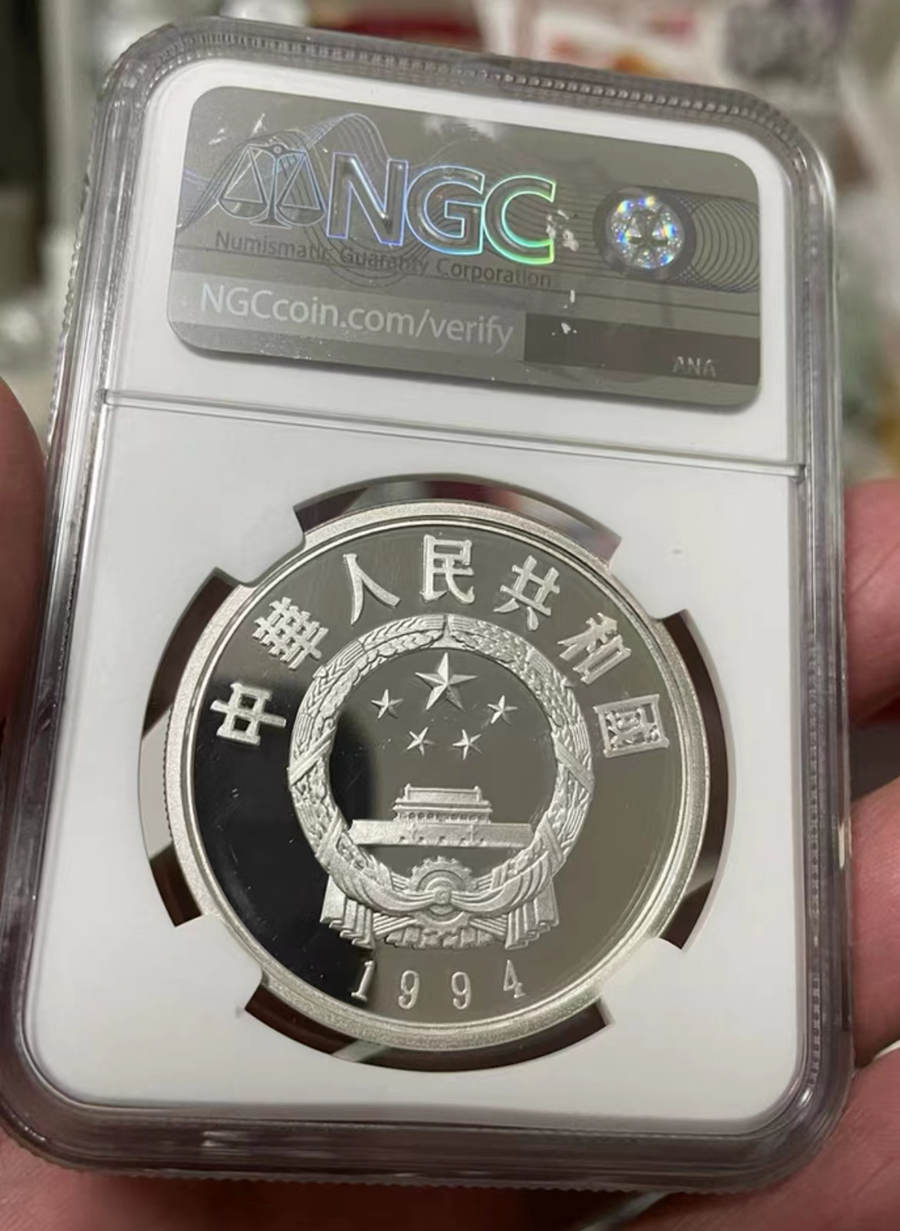 NGC
Numismatic Guaranty Corporation
NGCcoin.com/verify
ANA
中華人民共和國
1994